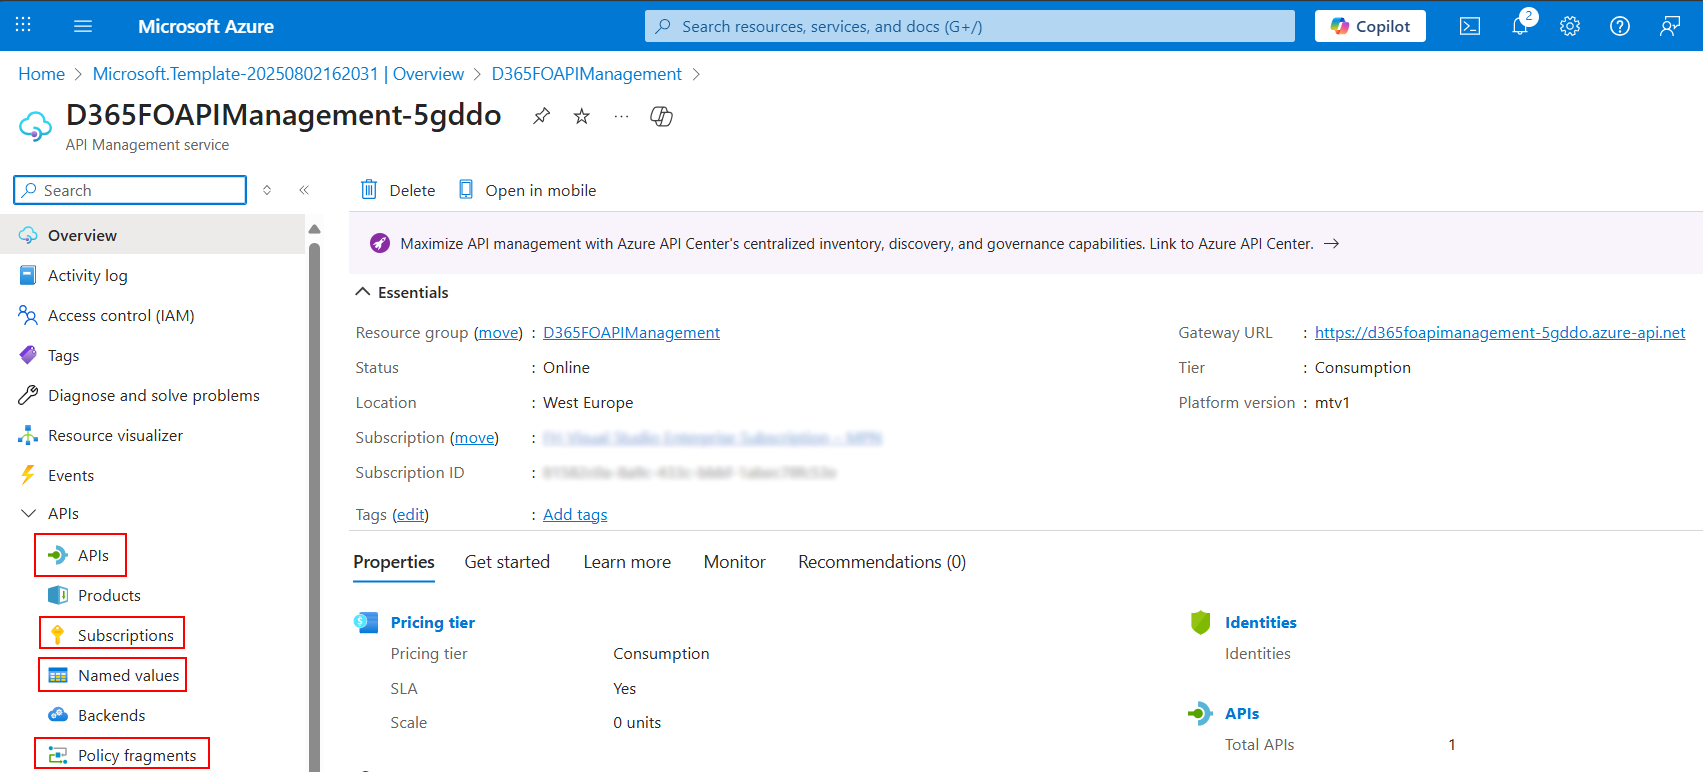 Microsoft Azure
Search resources, services, and docs (G+/)
Copilot
2
Home > Microsoft.Template-20250802162031 | Overview > D365FOAPIManagement >
D365FOAPIManagement-5gddo
API Management service
Search
Delete
Open in mobile
Overview
Activity log
Access control (IAM)
Tags
Diagnose and solve problems
Resource visualizer
Events
APIs
APIs
Products
Subscriptions
Named values
Backends
Policy fragments
Maximize API management with Azure API Center's centralized inventory, discovery, and governance capabilities. Link to Azure API Center. →
Essentials
Resource group (move) : D365FOAPIManagement
Status : Online
Location : West Europe
Subscription (move) :
Subscription ID :
Tags (edit) : Add tags
Gateway URL : https://d365foapimanagement-5gddo.azure-api.net
Tier : Consumption
Platform version : mtv1
Properties
Get started
Learn more
Monitor
Recommendations (0)
Pricing tier
Pricing tier Consumption
SLA Yes
Scale 0 units
Identities
Identities
APIs
Total APIs 1